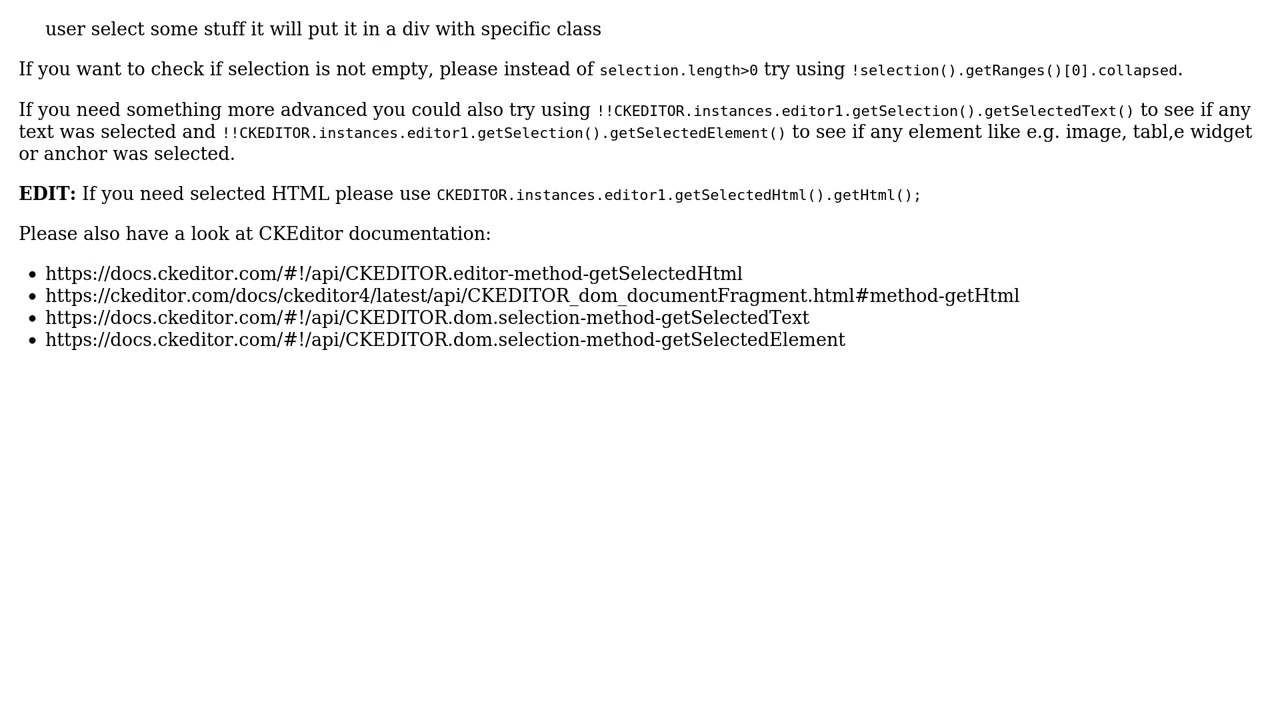 user select some stuff it will put it in a div with specific class
If you want to check if selection is not empty, please instead of selection.length>0 try using !selection().getRanges()[0].collapsed.
If you need something more advanced you could also try using !!CKEDITOR.instances.editor1.getSelection().getSelectedText() to see if any
text was selected and !!CKEDITOR.instances.editor1.getSelection().getSelectedElement() to see if any element like e.g. image, tabl,e widget
or anchor was selected.
EDIT: If you need selected HTML please use CKEDITOR.instances.editor1.getSelectedHtml().getHtml();
Please also have a look at CKEditor documentation:
• https://docs.ckeditor.com/#!/api/CKEDITOR.editor-method-getSelectedHtml
• https://ckeditor.com/docs/ckeditor4/latest/api/CKEDITOR_dom_documentFragment.html#method-getHtml
• https://docs.ckeditor.com/#!/api/CKEDITOR.dom.selection-method-getSelectedText
• https://docs.ckeditor.com/#!/api/CKEDITOR.dom.selection-method-getSelectedElement